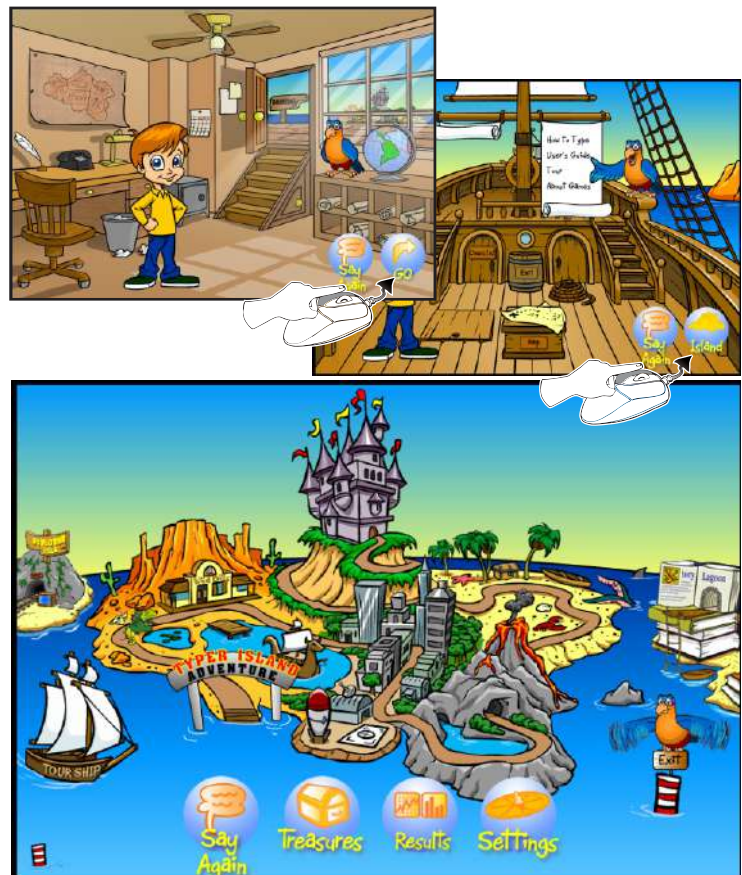 Say
Again
GO
How To Type
User's Guide
Tour
About Games
Exit
Say
Again
Island
Lagoon
TYPER ISLAND
ADVENTURE
TOUR SHIP
EXIT
Say
Again
Treasures
Results
Settings